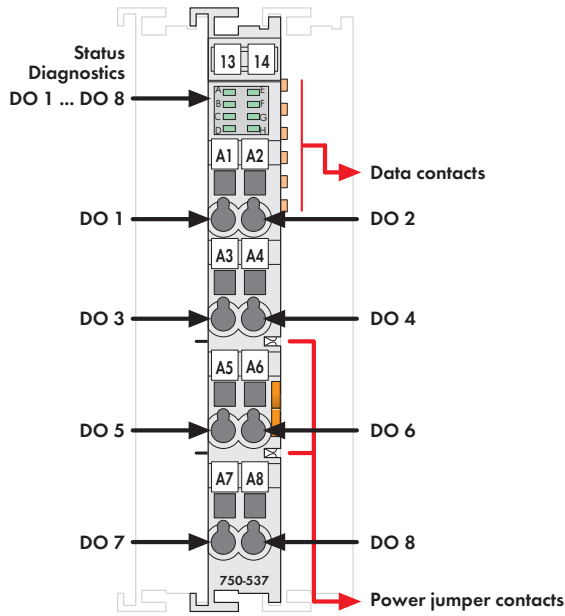 Status
Diagnostics
DO 1 ... DO 8
13 14
A E
B F
C G
D H
A1 A2
Data contacts
DO 1 DO 2
A3 A4
DO 3 DO 4
A5 A6
DO 5 DO 6
A7 A8
DO 7 DO 8
750-537
Power jumper contacts